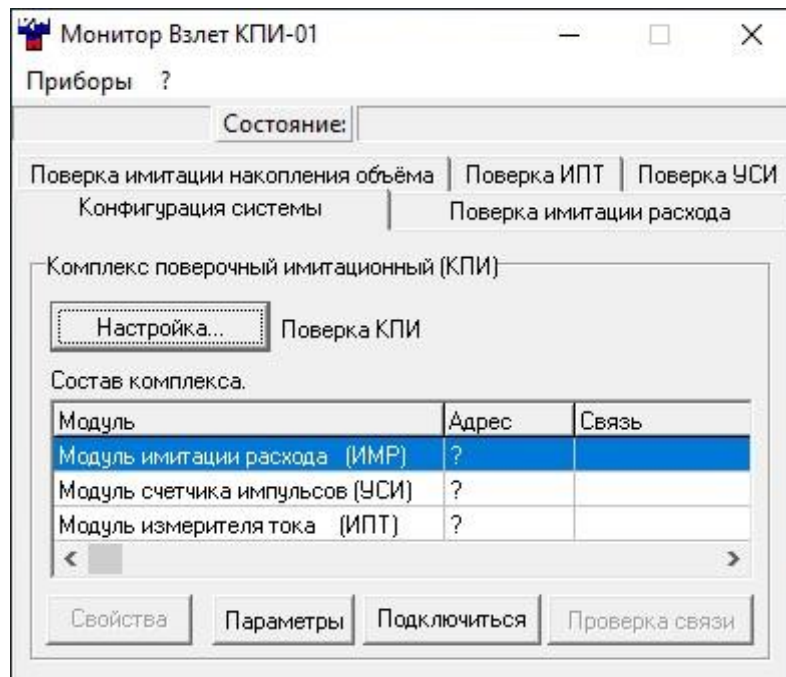 Монитор Взлет КПИ-01
Приборы ?
Состояние:
Поверка имитации накопления объёма Поверка ИПТ Поверка УСИ
Конфигурация системы Поверка имитации расхода
Комплекс поверочный имитационный (КПИ)
Настройка... Поверка КПИ
Состав комплекса.
Модуль Адрес Связь
Модуль имитации расхода (ИМР) ?
Модуль счетчика импульсов (УСИ) ?
Модуль измерителя тока (ИПТ) ?
Свойства Параметры Подключиться Проверка связи